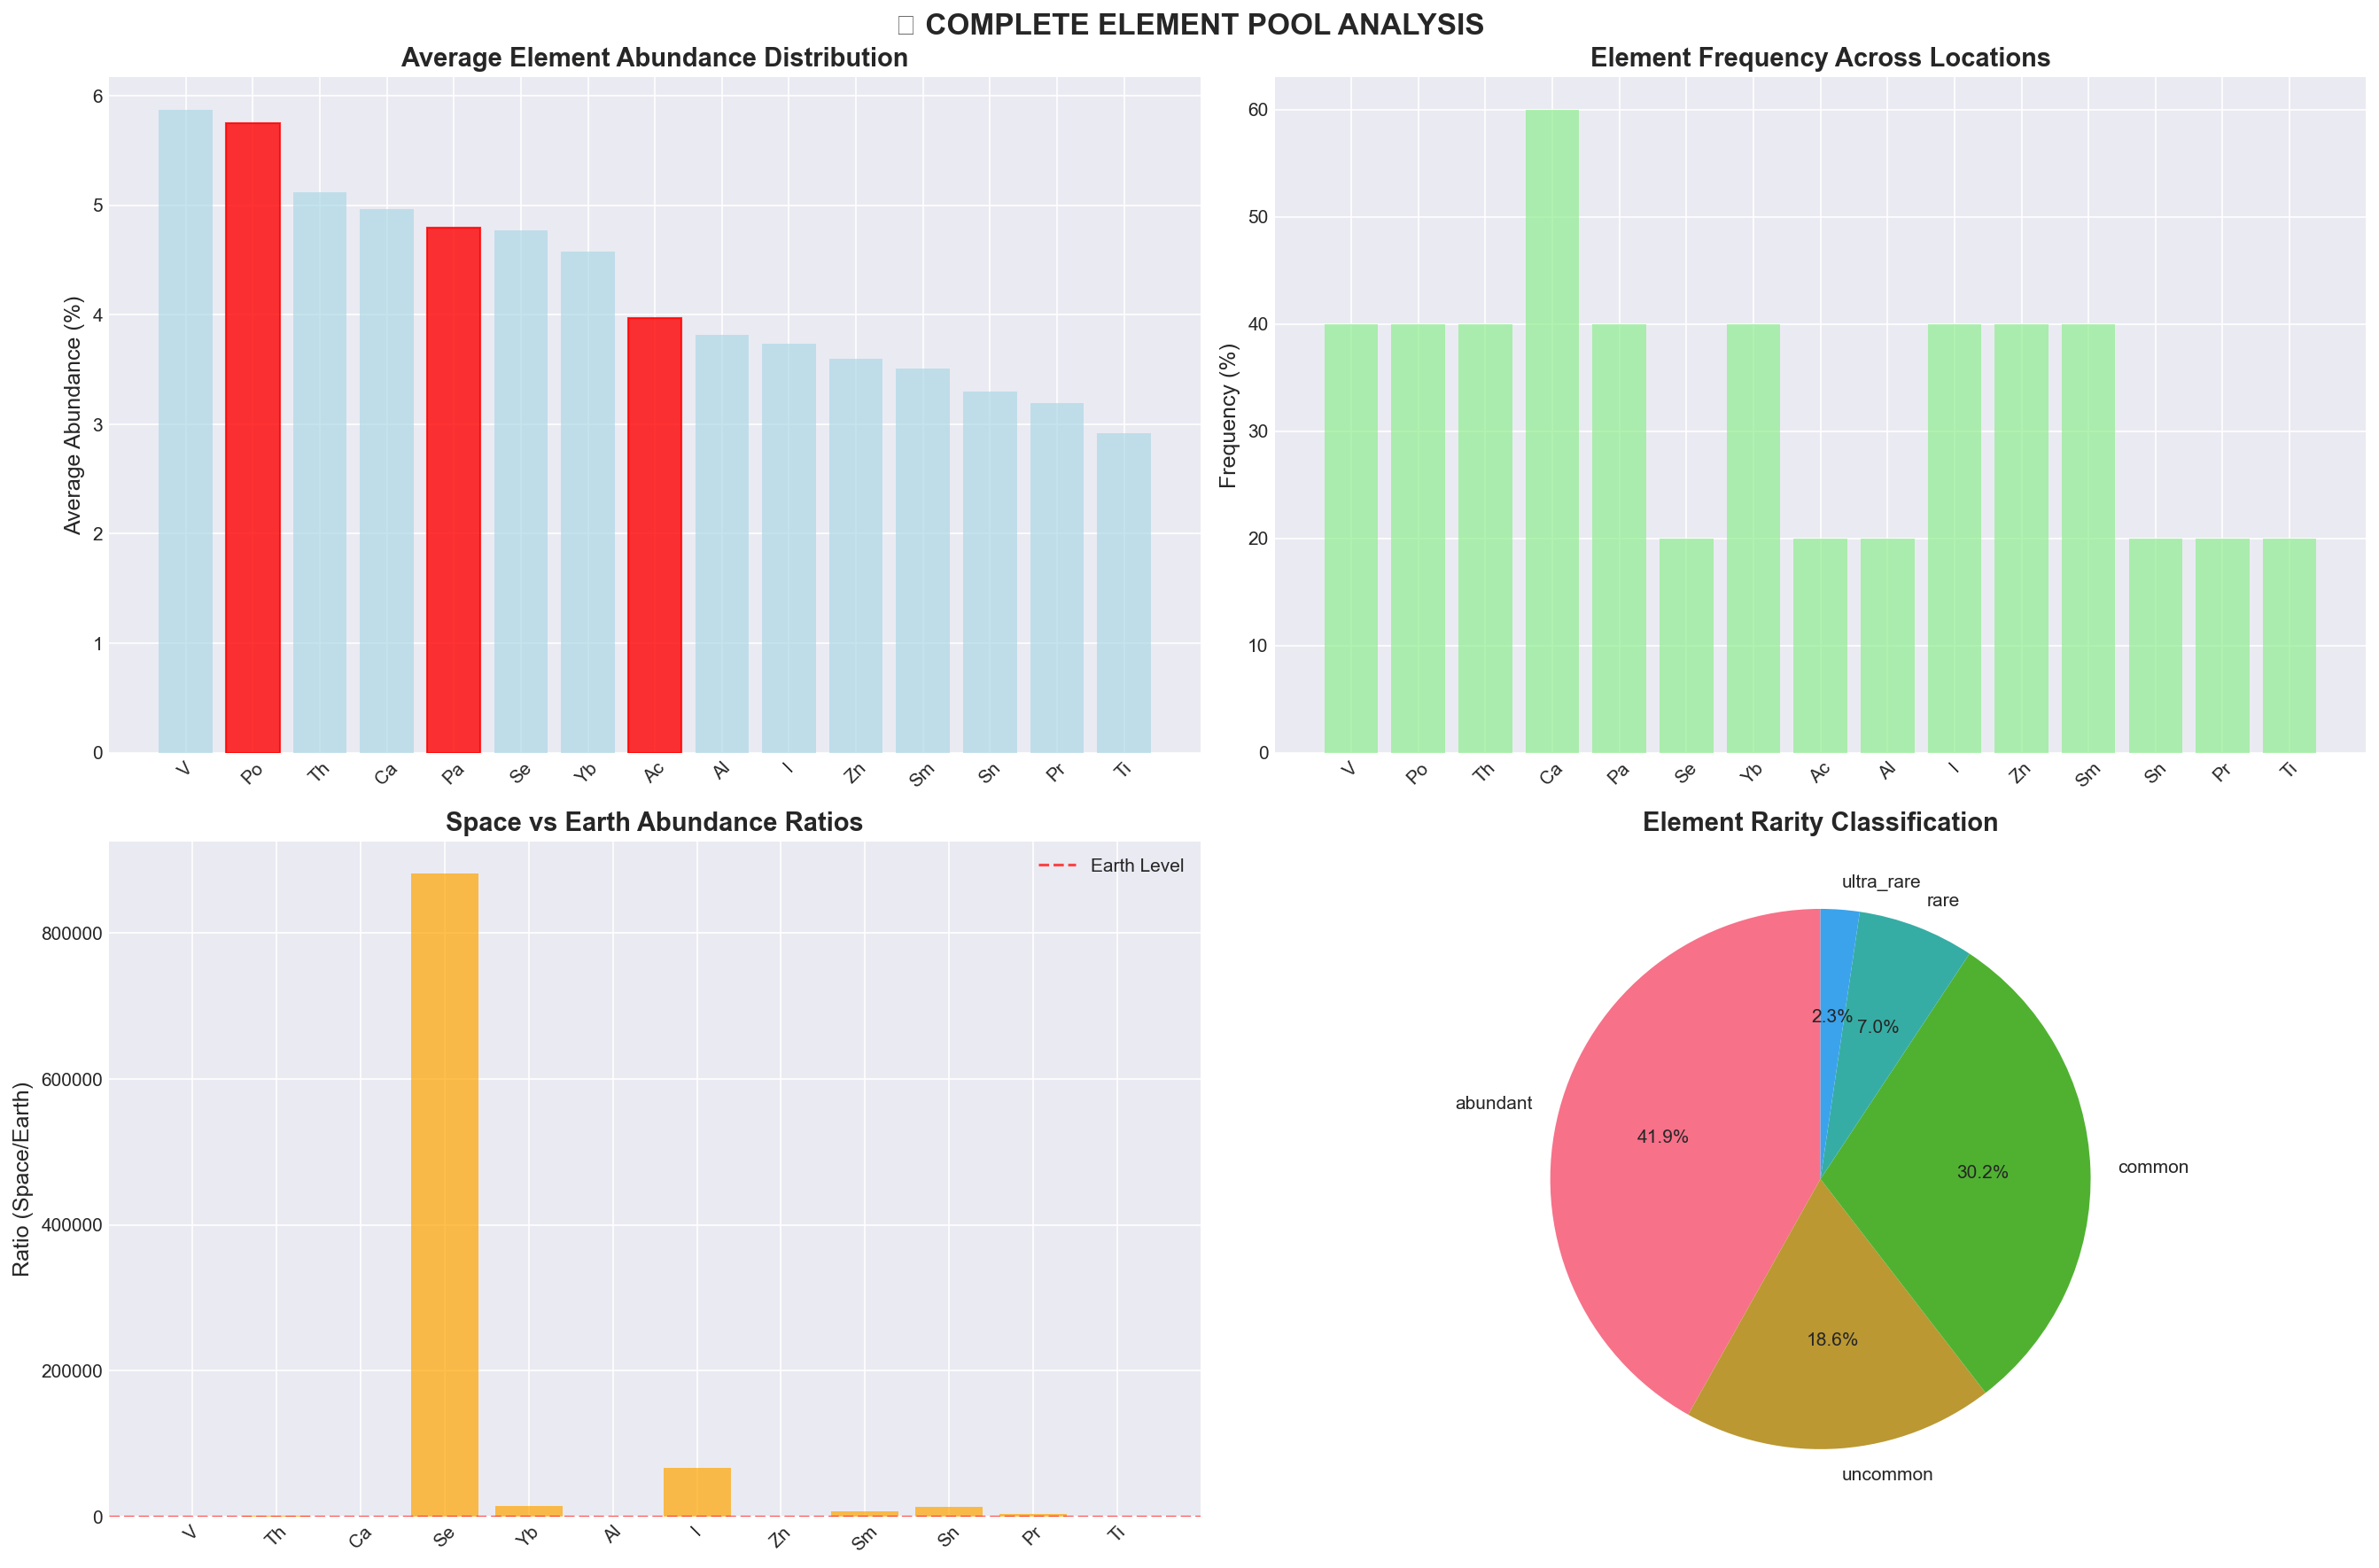 COMPLETE ELEMENT POOL ANALYSIS
Average Element Abundance Distribution
Average Abundance (%)
6
5
4
3
2
1
0
V Po Th Ca Pa Se Yb Ac Al I Zn Sm Sn Pr Ti
Element Frequency Across Locations
Frequency (%)
60
50
40
30
20
10
0
V Po Th Ca Pa Se Yb Ac Al I Zn Sm Sn Pr Ti
Space vs Earth Abundance Ratios
Earth Level
Ratio (Space/Earth)
800000
600000
400000
200000
0
V Th Ca Se Yb Al I Zn Sm Sn Pr Ti
Element Rarity Classification
ultra_rare
rare
2.3%
7.0%
abundant
41.9%
common
30.2%
18.6%
uncommon